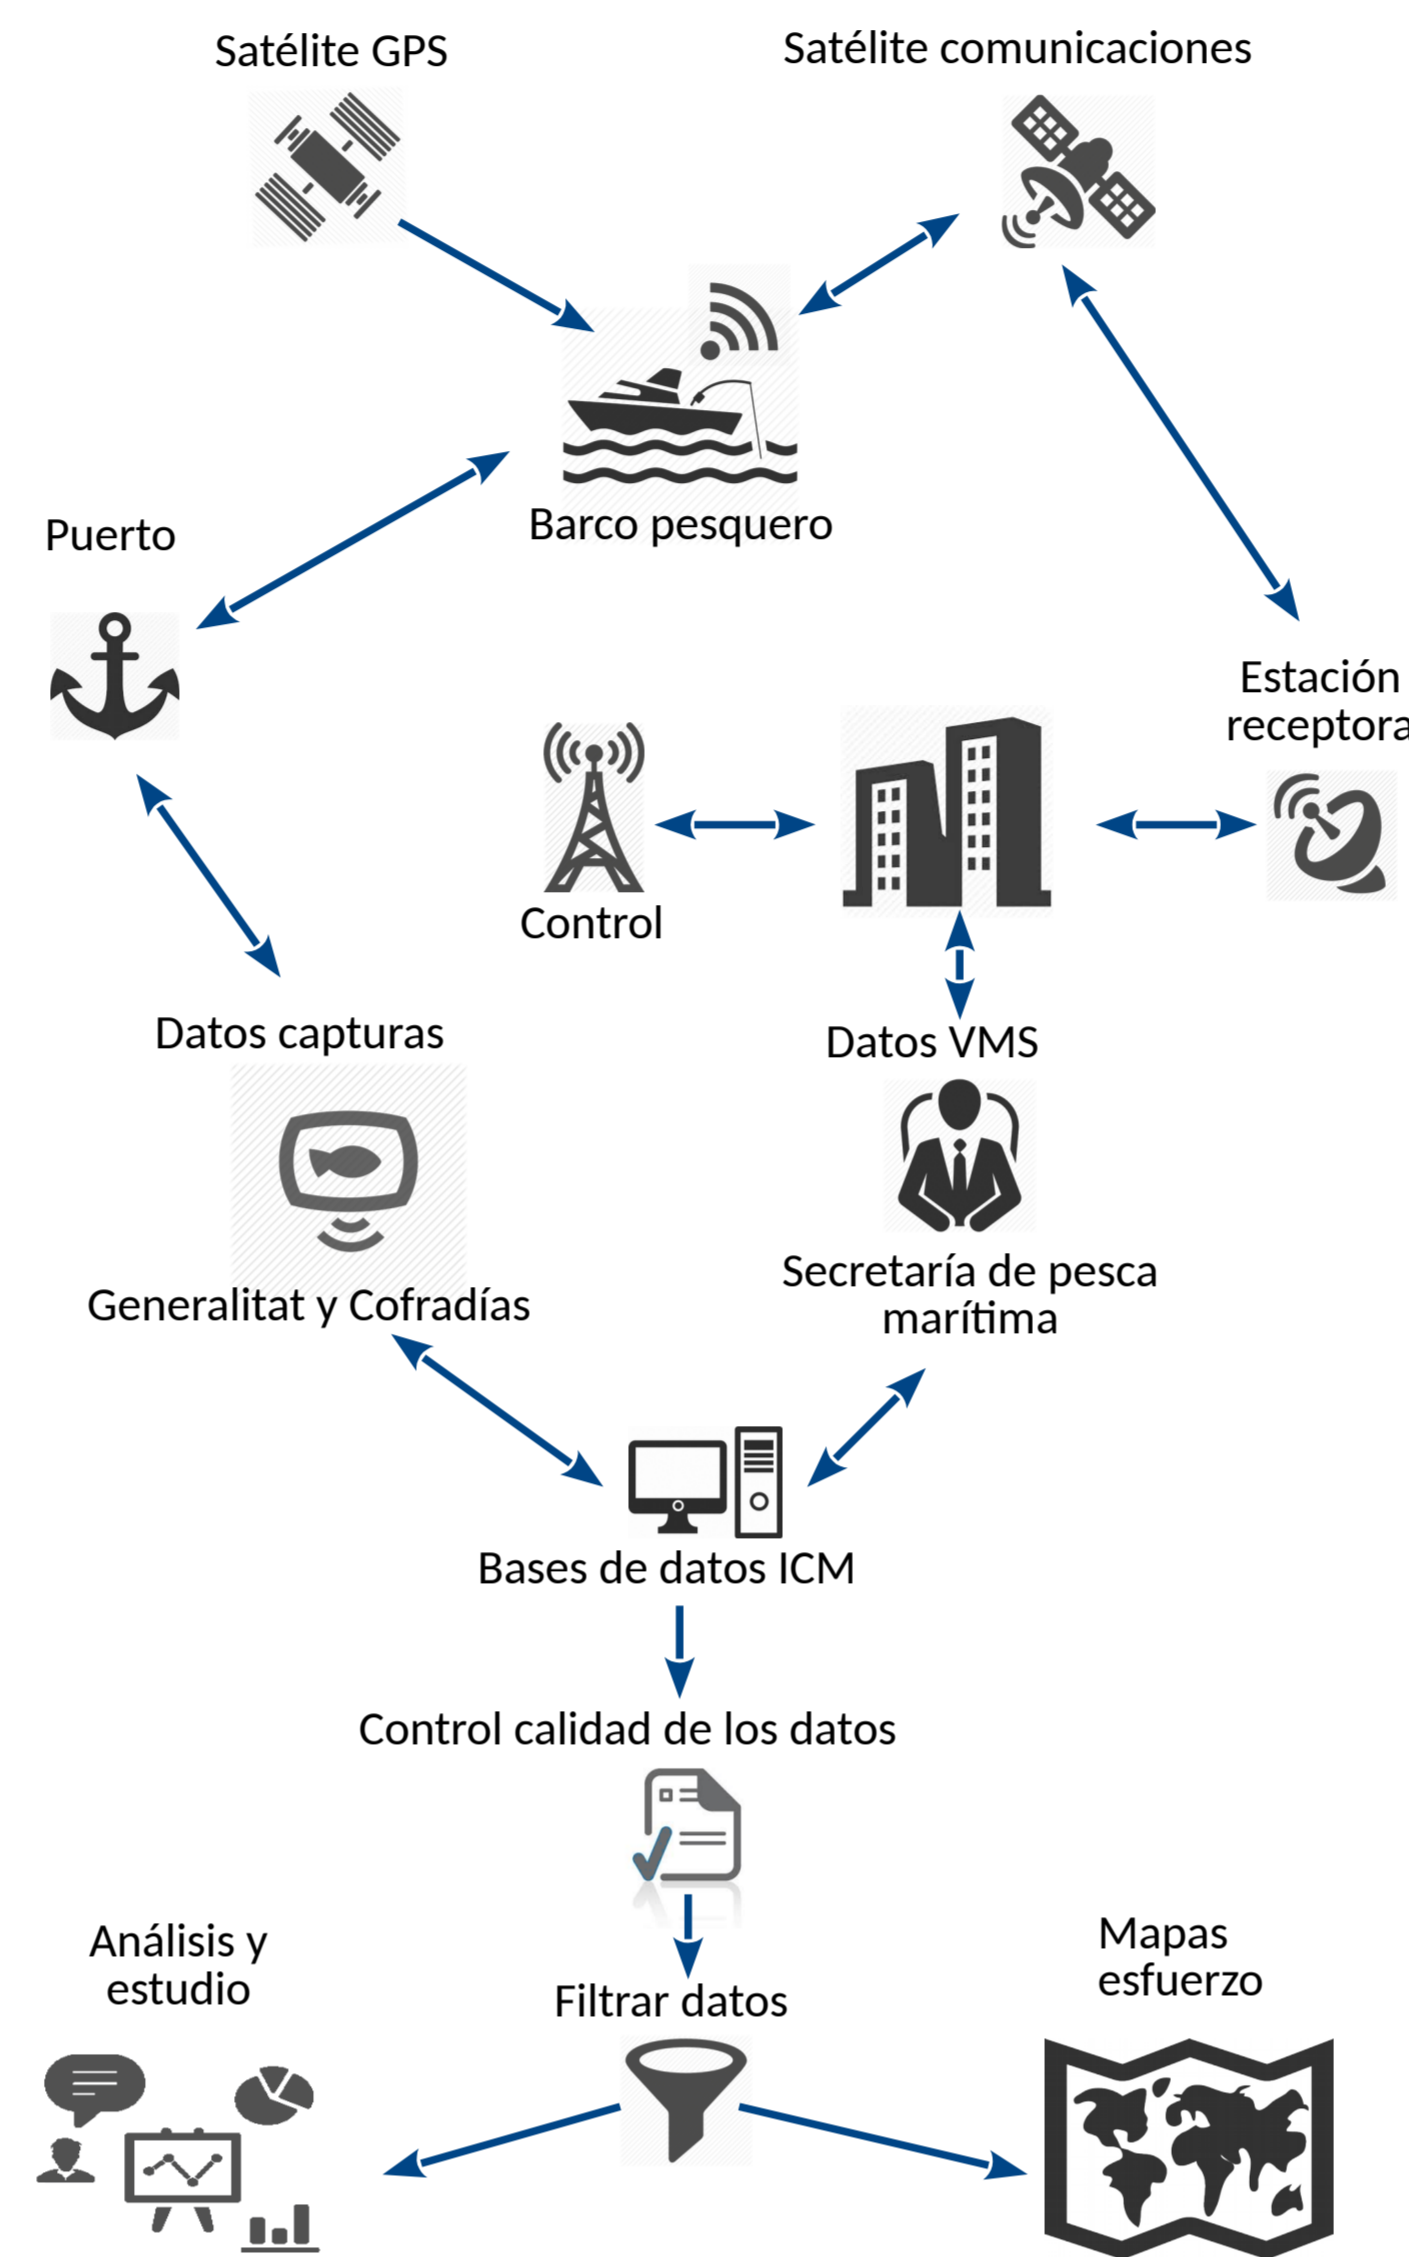 Satélite GPS
Satélite comunicaciones
Barco pesquero
Puerto
Estación
receptora
Control
Datos capturas
Datos VMS
Generalitat y Cofradías
Secretaría de pesca
marítima
Bases de datos ICM
Control calidad de los datos
Análisis y
estudio
Filtrar datos
Mapas
esfuerzo